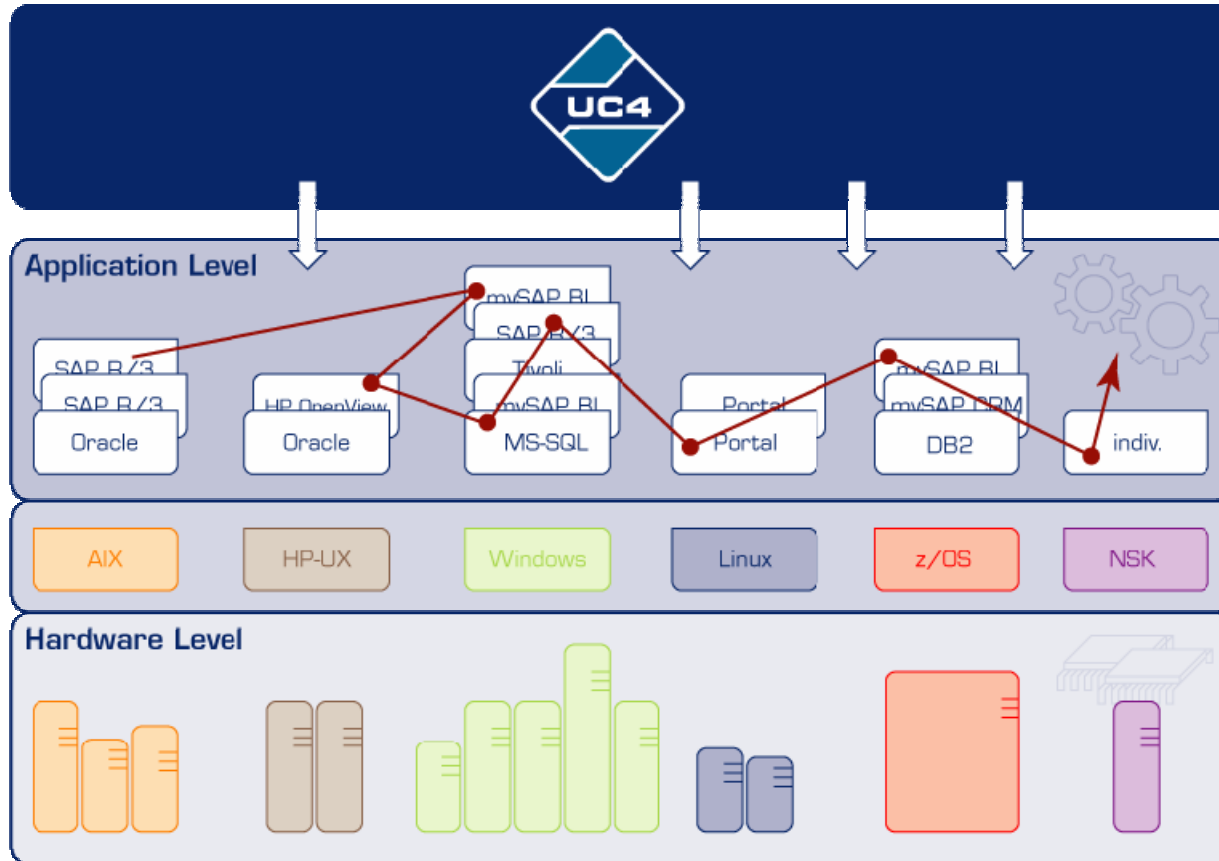 UC4
Application Level
mySAP BI
SAP R/3
SAP R/3
Tivoli
mySAP BI
SAP R/3
HP OpenView
mySAP BI
Portal
mySAP CRM
Oracle
Oracle
MS-SQL
Portal
DB2
indiv.
AIX
HP-UX
Windows
Linux
z/OS
NSK
Hardware Level